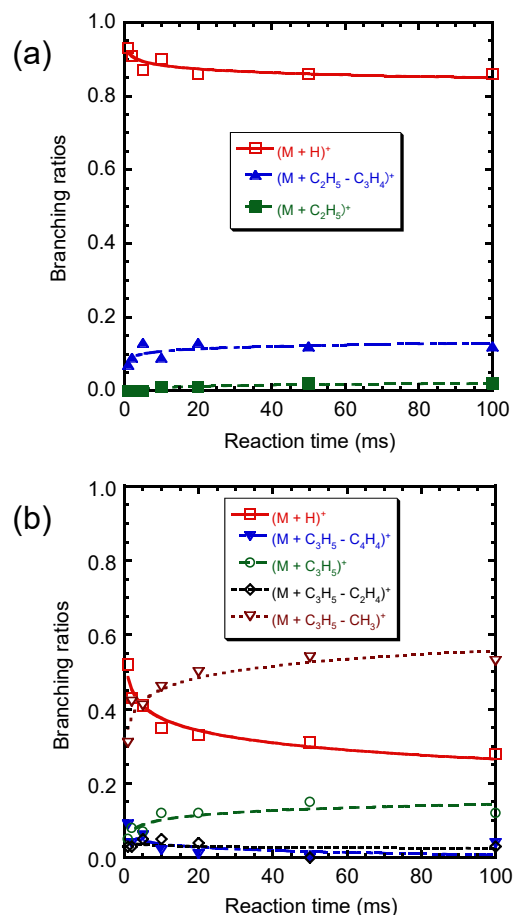 (a)
1.0
0.8
0.6
0.4
0.2
0.0
Branching ratios
(M + H)⁺
(M + C₂H₅ - C₃H₄)⁺
(M + C₂H₅)⁺
0 20 40 60 80 100
Reaction time (ms)
(b)
1.0
0.8
0.6
0.4
0.2
0.0
Branching ratios
(M + H)⁺
(M + C₃H₅ - C₄H₄)⁺
(M + C₃H₅)⁺
(M + C₃H₅ - C₂H₄)⁺
(M + C₃H₅ - CH₃)⁺
0 20 40 60 80 100
Reaction time (ms)